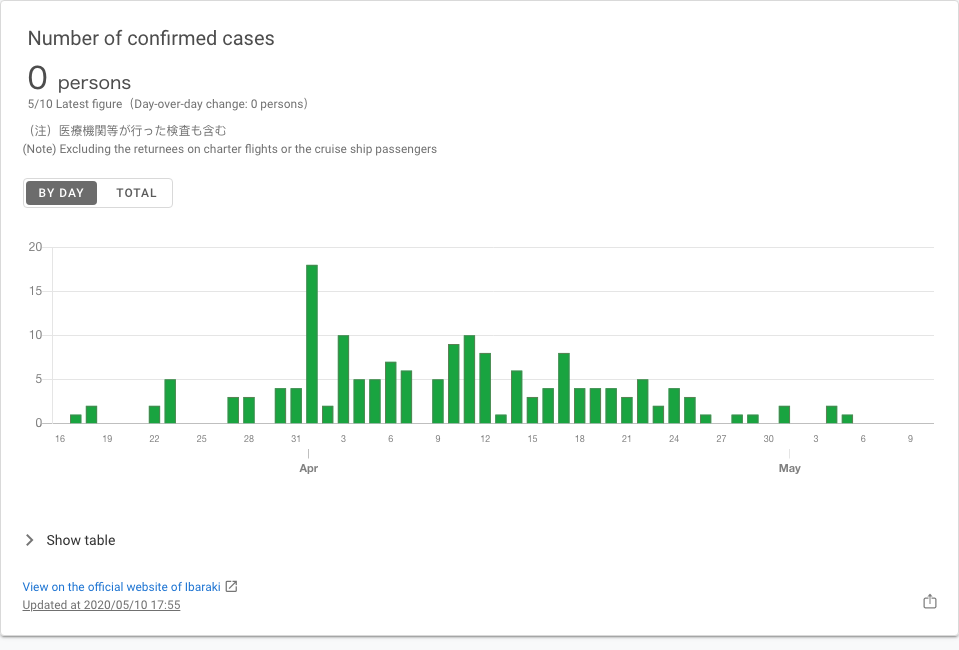 Number of confirmed cases
0 persons
5/10 Latest figure（Day-over-day change: 0 persons）
（注）医療機関等が行った検査も含む
(Note) Excluding the returnees on charter flights or the cruise ship passengers
BY DAY TOTAL
20
15
10
5
0
16 19 22 25 28 31 3 6 9 12 15 18 21 24 27 30 3 6 9
Apr May
Show table
View on the official website of Ibaraki
Updated at 2020/05/10 17:55